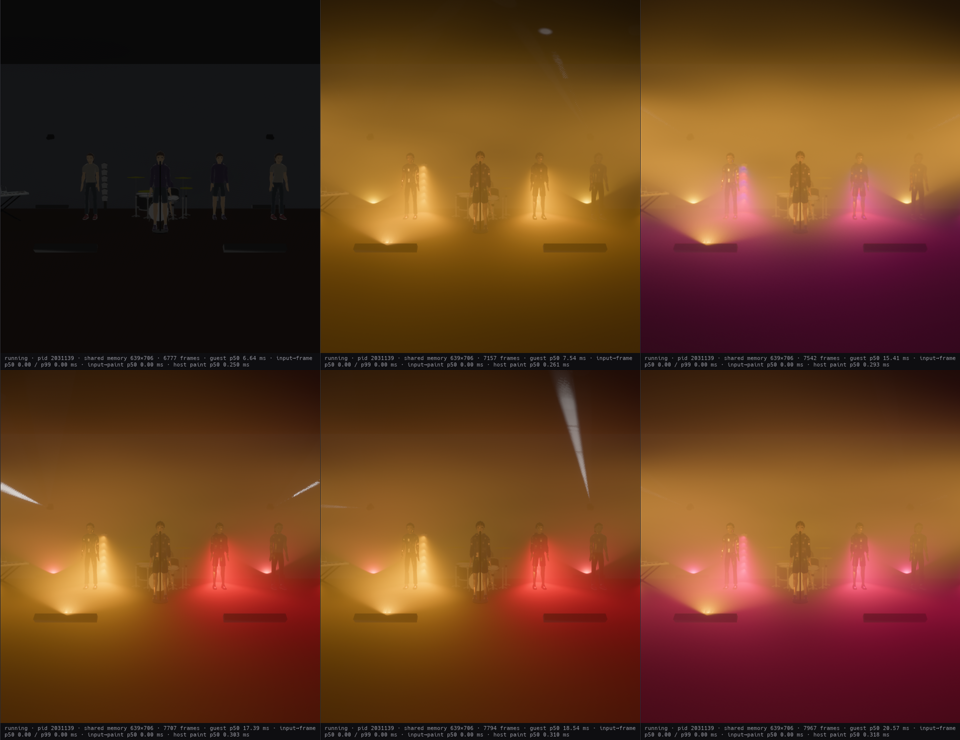 running · pid 2031139 · shared memory 639×706 · 6777 frames · guest p50 6.64 ms · input→frame
p50 0.00 / p99 0.00 ms · input→paint p50 0.00 ms · host paint p50 0.250 ms
running · pid 2031139 · shared memory 639×706 · 7157 frames · guest p50 7.54 ms · input→frame
p50 0.00 / p99 0.00 ms · input→paint p50 0.00 ms · host paint p50 0.261 ms
running · pid 2031139 · shared memory 639×706 · 7542 frames · guest p50 15.41 ms · input→frame
p50 0.00 / p99 0.00 ms · input→paint p50 0.00 ms · host paint p50 0.293 ms
running · pid 2031139 · shared memory 639×706 · 7787 frames · guest p50 17.39 ms · input→frame
p50 0.00 / p99 0.00 ms · input→paint p50 0.00 ms · host paint p50 0.303 ms
running · pid 2031139 · shared memory 639×706 · 7794 frames · guest p50 18.54 ms · input→frame
p50 0.00 / p99 0.00 ms · input→paint p50 0.00 ms · host paint p50 0.310 ms
running · pid 2031139 · shared memory 639×706 · 7967 frames · guest p50 20.57 ms · input→frame
p50 0.00 / p99 0.00 ms · input→paint p50 0.00 ms · host paint p50 0.318 ms